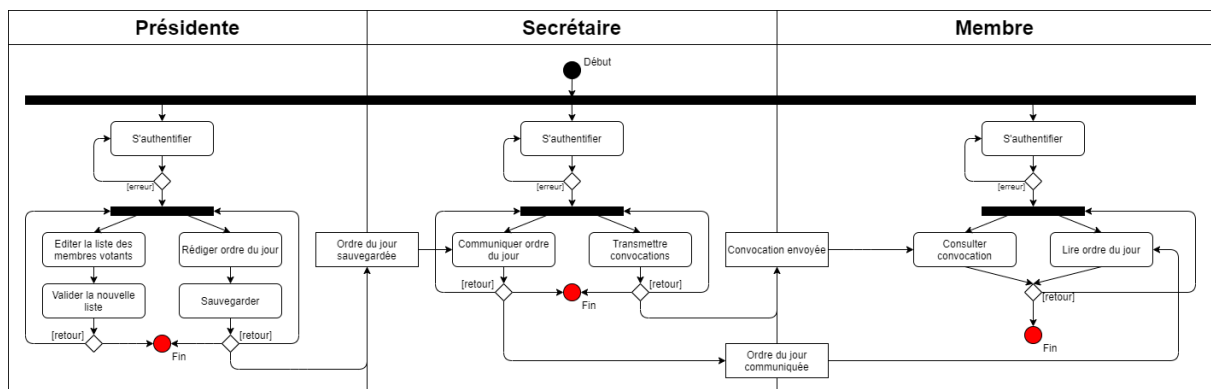 Présidente
Secrétaire
Membre
Début
S'authentifier
S'authentifier
S'authentifier
[erreur]
[erreur]
[erreur]
Editer la liste des
membres votants
Rédiger ordre du jour
Ordre du jour
sauvegardée
Communiquer ordre
du jour
Transmettre
convocations
Convocation envoyée
Consulter
convocation
Lire ordre du jour
Valider la nouvelle
liste
Sauvegarder
[retour]
[retour]
[retour]
Fin
[retour]
[retour]
Fin
Fin
Ordre du jour
communiquée